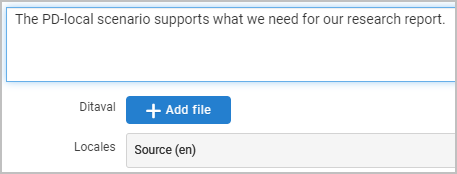 The PD-local scenario supports what we need for our research report.
Ditaval
Add file
Locales
Source (en)